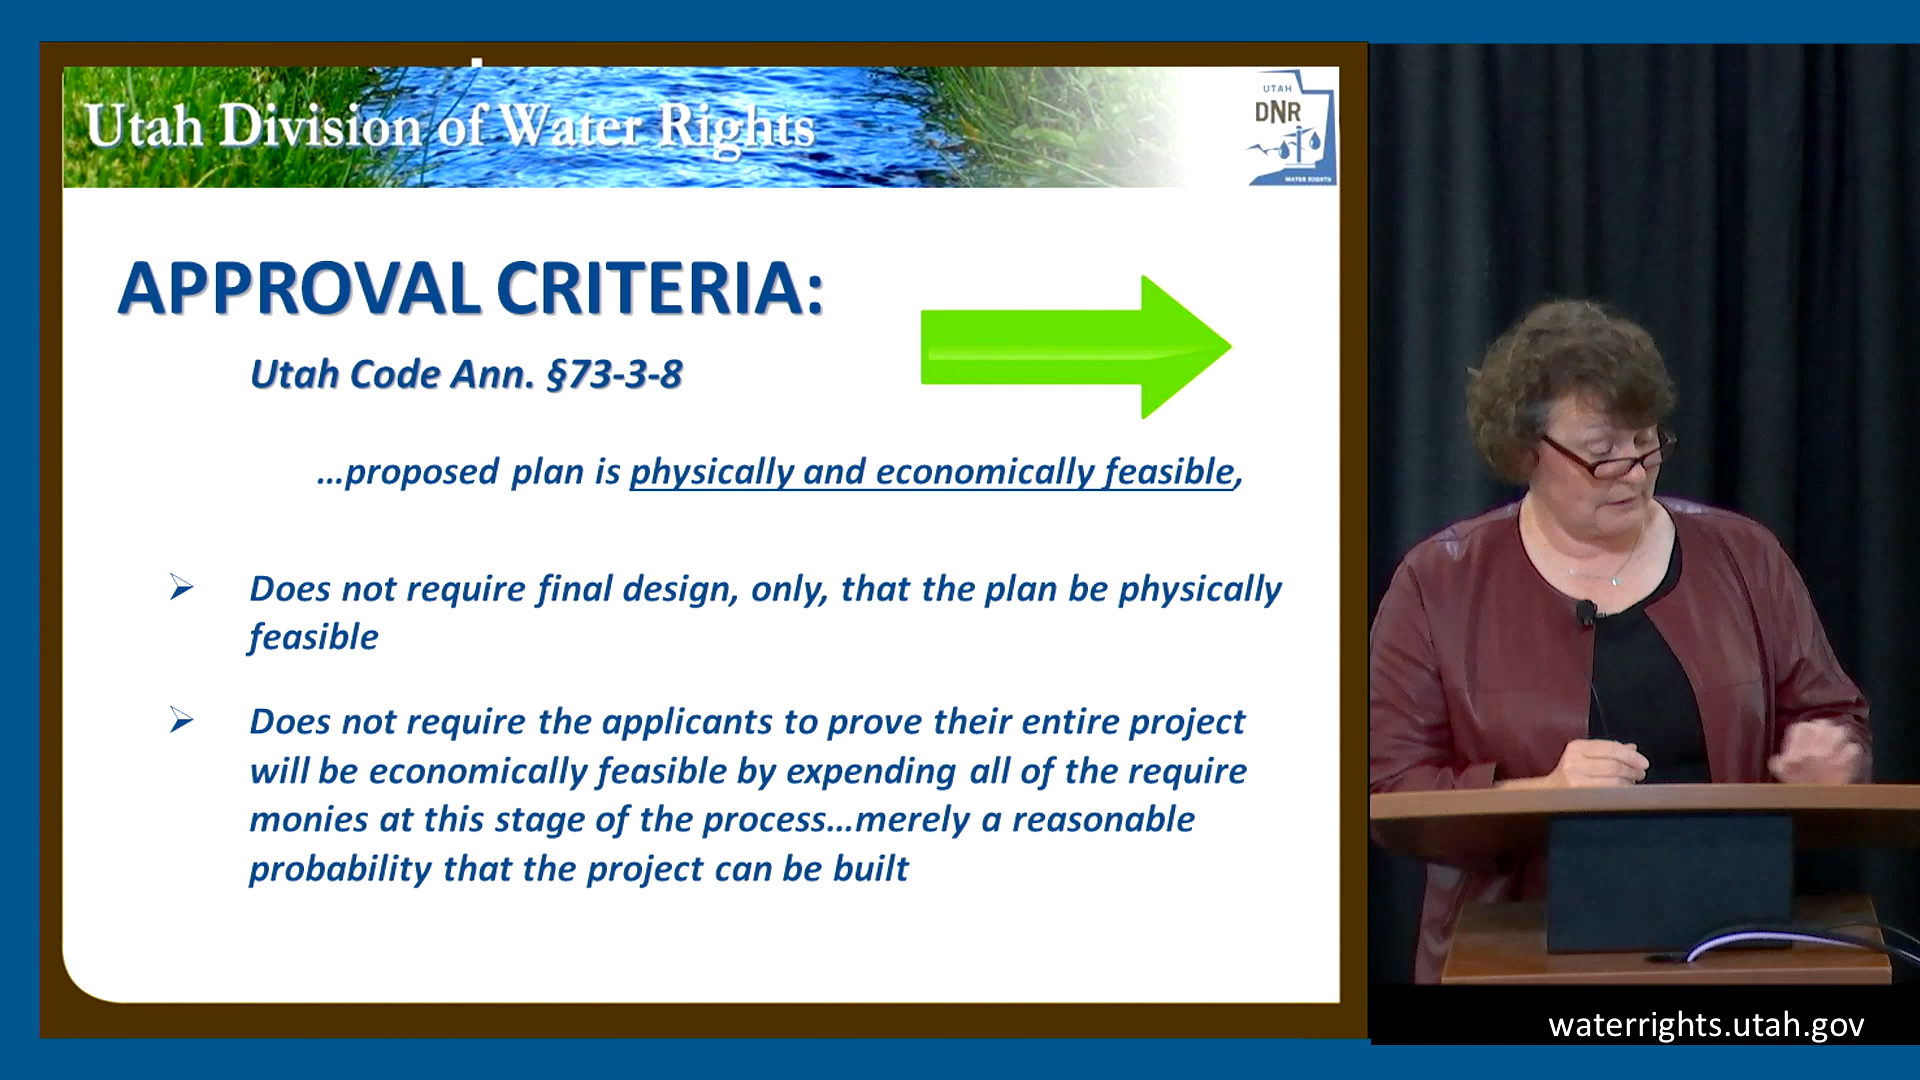 Utah Division of Water Rights
UTAH
DNR
WATER RIGHTS
APPROVAL CRITERIA:
Utah Code Ann. §73-3-8
...proposed plan is physically and economically feasible,
Does not require final design, only, that the plan be physically
feasible
Does not require the applicants to prove their entire project
will be economically feasible by expending all of the require
monies at this stage of the process...merely a reasonable
probability that the project can be built
waterrights.utah.gov